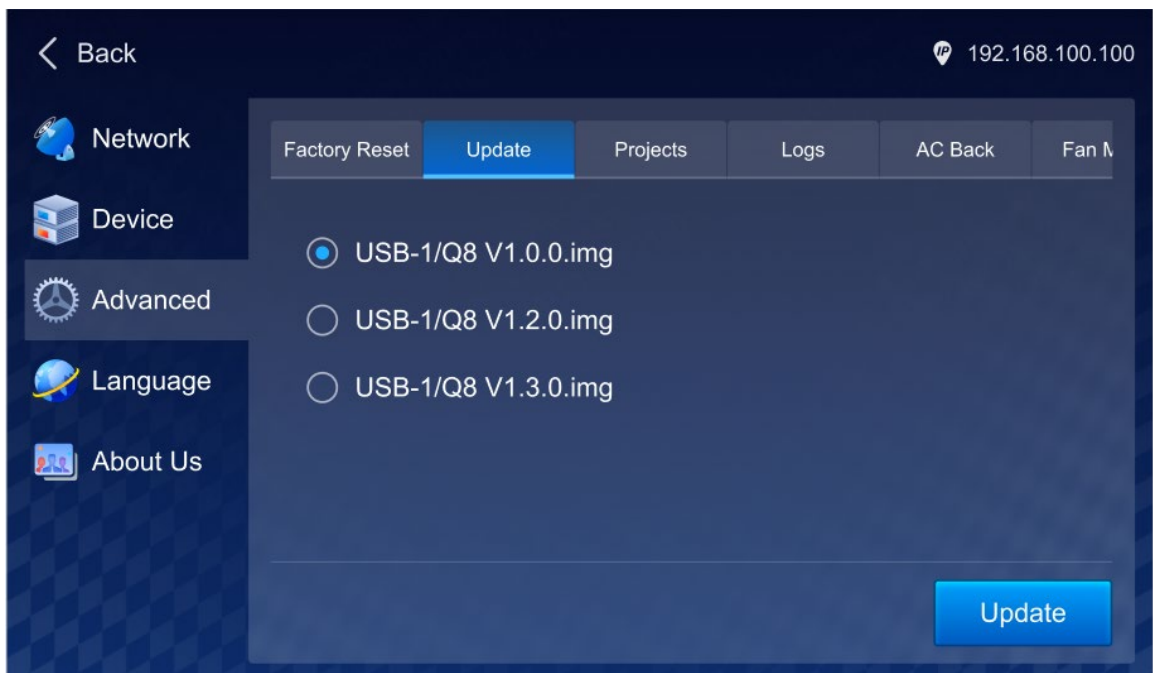 Back
192.168.100.100
Network
Device
Advanced
Language
About Us
Factory Reset
Update
Projects
Logs
AC Back
Fan
USB-1/Q8 V1.0.0.img
USB-1/Q8 V1.2.0.img
USB-1/Q8 V1.3.0.img
Update